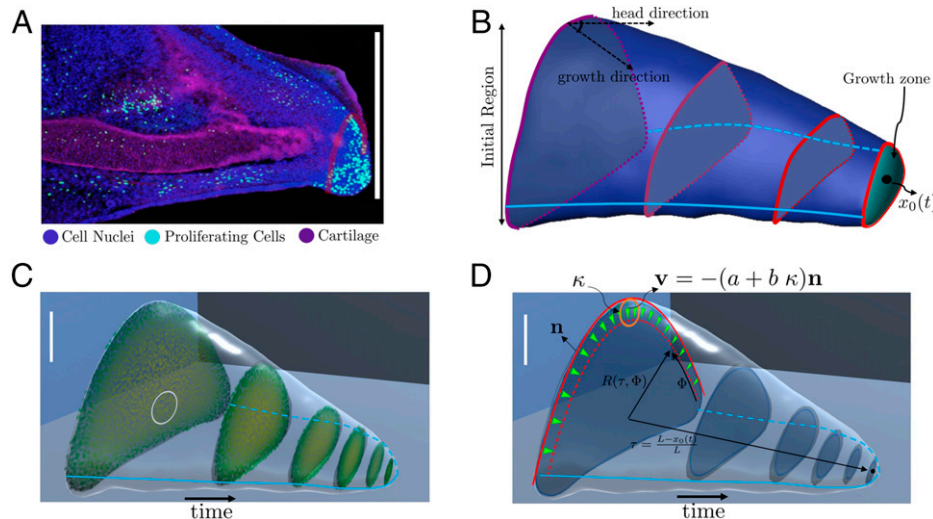 A
Cell Nuclei Proliferating Cells Cartilage
B
head direction
growth direction
Initial Region
Growth zone
x₀(t)
C
time
D
κ
v = −(a + b κ)n
n
R(τ, Φ)
Φ
τ = L−x₀(t)/L
time